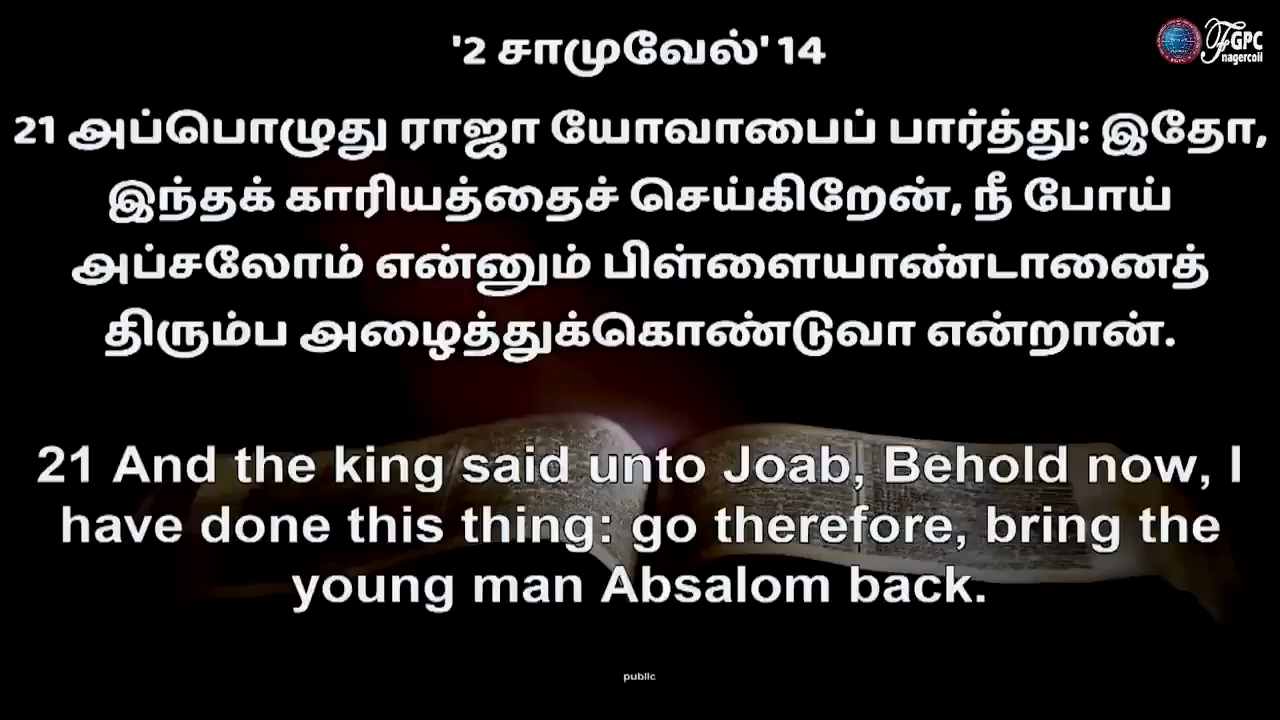 '2 சாமுவேல்' 14
FGPC
nagercoil
21 அப்பொழுது ராஜா யோவாபைப் பார்த்து: இதோ,
இந்தக் காரியத்தைச் செய்கிறேன், நீ போய்
அப்சலோம் என்னும் பிள்ளையாண்டானைத்
திரும்ப அழைத்துக்கொண்டுவா என்றான்.
21 And the king said unto Joab, Behold now, I
have done this thing: go therefore, bring the
young man Absalom back.
public